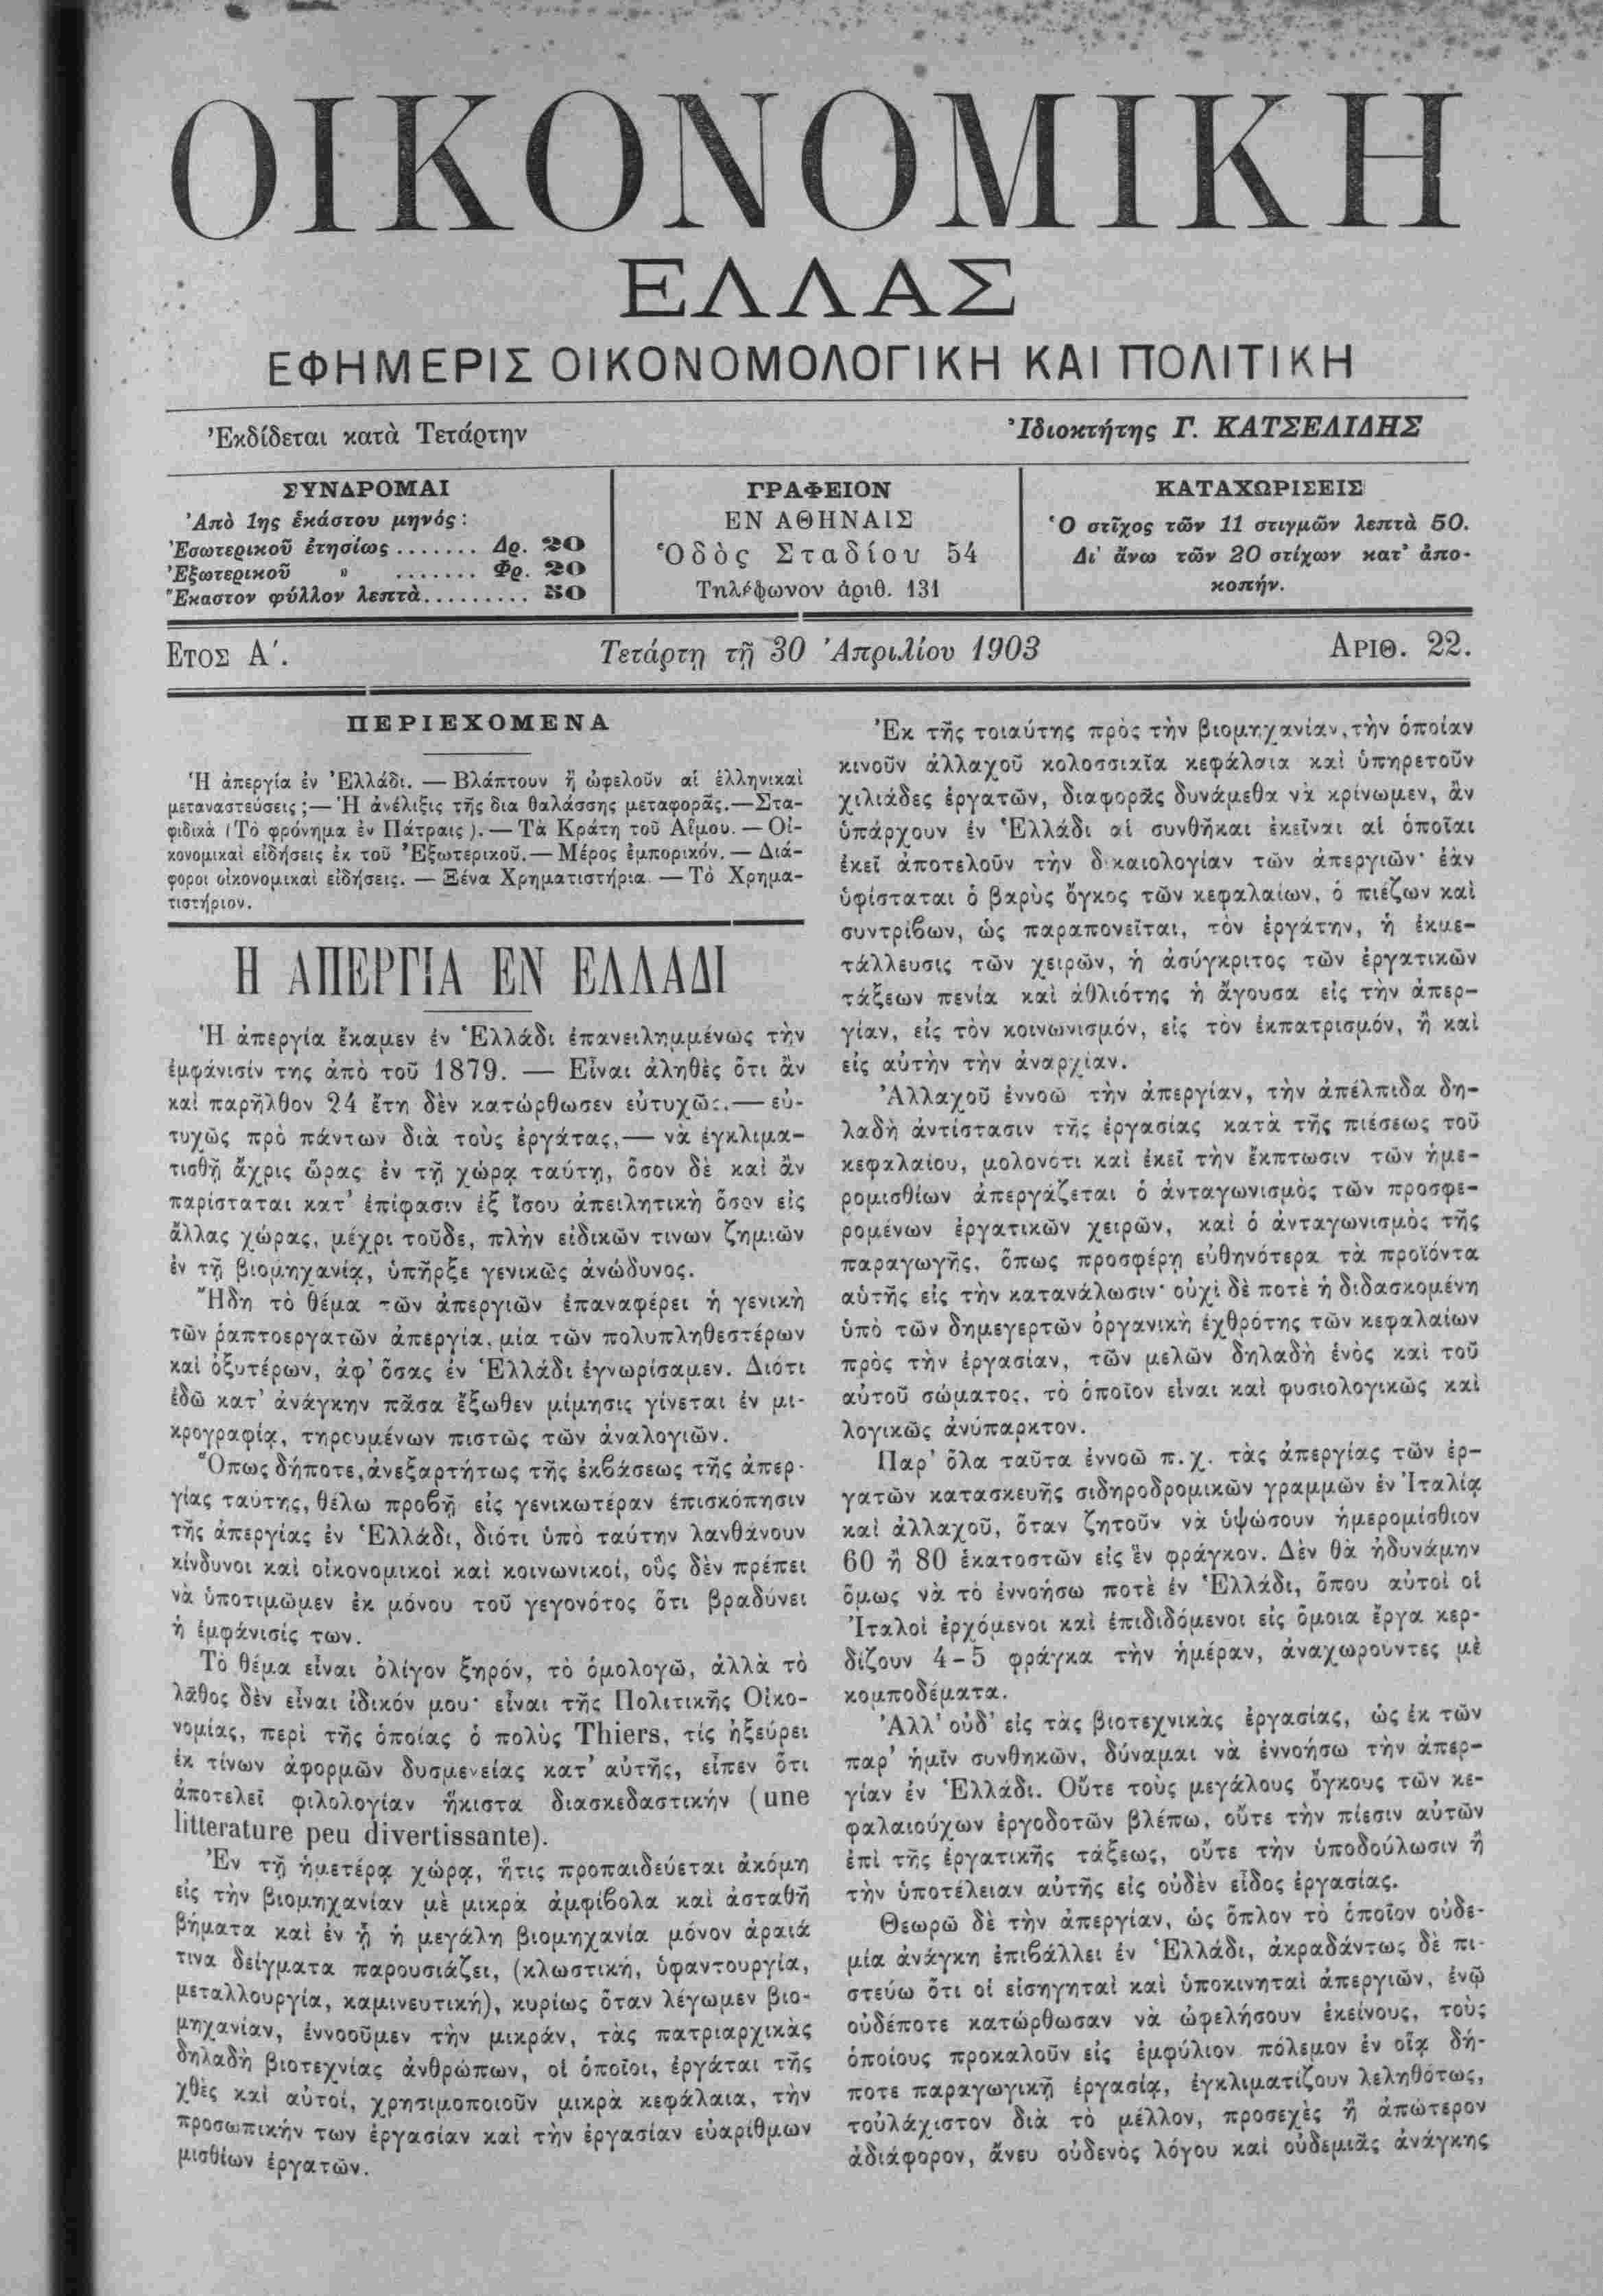 ΟΙΚΟΝΟΜΙΚΗ
ΕΛΛΑΣ
ΕΦΗΜΕΡΙΣ ΟΙΚΟΝΟΜΟΛΟΓΙΚΗ ΚΑΙ ΠΟΛΙΤΙΚΗ
Ἐκδίδεται κατὰ Τετάρτην
Ἰδιοκτήτης Γ. ΚΑΤΣΕΛΙΔΗΣ
ΣΥΝΔΡΟΜΑΙ
Ἀπὸ 1ης ἑκάστου μηνός:
Ἐσωτερικοῦ ἐτησίως ....... Δρ. 20
Ἐξωτερικοῦ » ....... Φρ. 20
Ἕκαστον φύλλον λεπτὰ.......... 50
ΓΡΑΦΕΙΟΝ
ΕΝ ΑΘΗΝΑΙΣ
Ὁδὸς Σταδίου 54
Τηλέφωνον ἀριθ. 131
ΚΑΤΑΧΩΡΙΣΕΙΣ
Ὁ στῖχος τῶν 11 στιγμῶν λεπτὰ 50.
Δι' ἄνω τῶν 20 στίχων κατ' ἀπο-
κοπήν.
ΕΤΟΣ Α΄.
Τετάρτη τῇ 30 Ἀπριλίου 1903
ΑΡΙΘ. 22.
ΠΕΡΙΕΧΟΜΕΝΑ
Ἡ ἀπεργία ἐν Ἑλλάδι. — Βλάπτουν ἢ ὠφελοῦν αἱ ἑλληνικαὶ
μεταναστεύσεις ;— Ἡ ἀνέλιξις τῆς δια θαλάσσης μεταφορᾶς.—Στα-
φιδικὰ (Τὸ φρόνημα ἐν Πάτραις). — Τὰ Κράτη τοῦ Αἵμου. — Οἰ-
κονομικαὶ εἰδήσεις ἐκ τοῦ Ἐξωτερικοῦ.— Μέρος ἐμπορικόν. — Διά-
φοροι οἰκονομικαὶ εἰδήσεις. — Ξένα Χρηματιστήρια. — Τὸ Χρημα-
τιστήριον.
Η ΑΠΕΡΓΙΑ ΕΝ ΕΛΛΑΔΙ
Ἡ ἀπεργία ἔκαμεν ἐν Ἑλλάδι ἐπανειλημμένως τὴν
ἐμφάνισίν της ἀπὸ τοῦ 1879. — Εἶναι ἀληθὲς ὅτι ἂν
καὶ παρῆλθον 24 ἔτη δὲν κατώρθωσεν εὐτυχῶς.— εὐ-
τυχῶς πρὸ πάντων διὰ τοὺς ἐργάτας,— νὰ ἐγκλιμα-
τισθῇ ἄχρις ὥρας ἐν τῇ χώρᾳ ταύτῃ, ὅσον δὲ καὶ ἂν
παρίσταται κατ' ἐπίφασιν ἐξ ἴσου ἀπειλητικὴ ὅσον εἰς
ἄλλας χώρας, μέχρι τοῦδε, πλὴν εἰδικῶν τινων ζημιῶν
ἐν τῇ βιομηχανίᾳ, ὑπῆρξε γενικῶς ἀνώδυνος.
Ἤδη τὸ θέμα τῶν ἀπεργιῶν ἐπαναφέρει ἡ γενικὴ
τῶν ῥαπτοεργατῶν ἀπεργία, μία τῶν πολυπληθεστέρων
καὶ ὀξυτέρων, ἀφ' ὅσας ἐν Ἑλλάδι ἐγνωρίσαμεν. Διότι
ἐδῶ κατ' ἀνάγκην πᾶσα ἔξωθεν μίμησις γίνεται ἐν μι-
κρογραφίᾳ, τηρουμένων πιστῶς τῶν ἀναλογιῶν.
Ὅπως δήποτε, ἀνεξαρτήτως τῆς ἐκβάσεως τῆς ἀπερ-
γίας ταύτης, θέλω προβῇ εἰς γενικωτέραν ἐπισκόπησιν
τῆς ἀπεργίας ἐν Ἑλλάδι, διότι ὑπὸ ταύτην λανθάνουν
κίνδυνοι καὶ οἰκονομικοὶ καὶ κοινωνικοί, οὓς δὲν πρέπει
νὰ ὑποτιμῶμεν ἐκ μόνου τοῦ γεγονότος ὅτι βραδύνει
ἡ ἐμφάνισίς των.
Τὸ θέμα εἶναι ὀλίγον ξηρόν, τὸ ὁμολογῶ, ἀλλὰ τὸ
λᾶθος δὲν εἶναι ἰδικόν μου· εἶναι τῆς Πολιτικῆς Οἰκο-
νομίας, περὶ τῆς ὁποίας ὁ πολὺς Thiers, τίς ἠξεύρει
ἐκ τίνων ἀφορμῶν δυσμενείας κατ' αὐτῆς, εἶπεν ὅτι
ἀποτελεῖ φιλολογίαν ἥκιστα διασκεδαστικήν (une
litterature peu divertissante).
Ἐν τῇ ἡμετέρᾳ χώρᾳ, ἥτις προπαιδεύεται ἀκόμη
εἰς τὴν βιομηχανίαν μὲ μικρὰ ἀμφίβολα καὶ ἀσταθῆ
βήματα καὶ ἐν ᾗ ἡ μεγάλη βιομηχανία μόνον ἀραιά
τινα δείγματα παρουσιάζει, (κλωστική, ὑφαντουργία,
μεταλλουργία, καμινευτική), κυρίως ὅταν λέγωμεν βιο-
μηχανίαν, ἐννοοῦμεν τὴν μικράν, τὰς πατριαρχικὰς
δηλαδὴ βιοτεχνίας ἀνθρώπων, οἱ ὁποῖοι, ἐργάται τῆς
χθὲς καὶ αὐτοί, χρησιμοποιοῦν μικρὰ κεφάλαια, τὴν
προσωπικήν των ἐργασίαν καὶ τὴν ἐργασίαν εὐαρίθμων
μισθίων ἐργατῶν.
Ἐκ τῆς τοιαύτης πρὸς τὴν βιομηχανίαν, τὴν ὁποίαν
κινοῦν ἀλλαχοῦ κολοσσιαῖα κεφάλαια καὶ ὑπηρετοῦν
χιλιάδες ἐργατῶν, διαφορᾶς δυνάμεθα νὰ κρίνωμεν, ἂν
ὑπάρχουν ἐν Ἑλλάδι αἱ συνθῆκαι ἐκεῖναι αἱ ὁποῖαι
ἐκεῖ ἀποτελοῦν τὴν δικαιολογίαν τῶν ἀπεργιῶν· ἐὰν
ὑφίσταται ὁ βαρὺς ὄγκος τῶν κεφαλαίων, ὁ πιέζων καὶ
συντρίβων, ὡς παραπονεῖται, τὸν ἐργάτην, ἡ ἐκμε-
τάλλευσις τῶν χειρῶν, ἡ ἀσύγκριτος τῶν ἐργατικῶν
τάξεων πενία καὶ ἀθλιότης ἡ ἄγουσα εἰς τὴν ἀπερ-
γίαν, εἰς τὸν κοινωνισμόν, εἰς τὸν ἐκπατρισμόν, ἢ καὶ
εἰς αὐτὴν τὴν ἀναρχίαν.
Ἀλλαχοῦ ἐννοῶ τὴν ἀπεργίαν, τὴν ἀπέλπιδα δη-
λαδὴ ἀντίστασιν τῆς ἐργασίας κατὰ τῆς πιέσεως τοῦ
κεφαλαίου, μολονότι καὶ ἐκεῖ τὴν ἔκπτωσιν τῶν ἡμε-
ρομισθίων ἀπεργάζεται ὁ ἀνταγωνισμὸς τῶν προσφε-
ρομένων ἐργατικῶν χειρῶν, καὶ ὁ ἀνταγωνισμὸς τῆς
παραγωγῆς, ὅπως προσφέρῃ εὐθηνότερα τὰ προϊόντα
αὑτῆς εἰς τὴν κατανάλωσιν· οὐχὶ δὲ ποτὲ ἡ διδασκομένη
ὑπὸ τῶν δημεγερτῶν ὀργανικὴ ἐχθρότης τῶν κεφαλαίων
πρὸς τὴν ἐργασίαν, τῶν μελῶν δηλαδὴ ἑνὸς καὶ τοῦ
αὐτοῦ σώματος, τὸ ὁποῖον εἶναι καὶ φυσιολογικῶς καὶ
λογικῶς ἀνύπαρκτον.
Παρ' ὅλα ταῦτα ἐννοῶ π.χ. τὰς ἀπεργίας τῶν ἐρ-
γατῶν κατασκευῆς σιδηροδρομικῶν γραμμῶν ἐν Ἰταλίᾳ
καὶ ἀλλαχοῦ, ὅταν ζητοῦν νὰ ὑψώσουν ἡμερομίσθιον
60 ἢ 80 ἑκατοστῶν εἰς ἓν φράγκον. Δὲν θὰ ἠδυνάμην
ὅμως νὰ τὸ ἐννοήσω ποτὲ ἐν Ἑλλάδι, ὅπου αὐτοὶ οἱ
Ἰταλοὶ ἐρχόμενοι καὶ ἐπιδιδόμενοι εἰς ὅμοια ἔργα κερ-
δίζουν 4-5 φράγκα τὴν ἡμέραν, ἀναχωροῦντες μὲ
κομποδέματα.
Ἀλλ' οὐδ' εἰς τὰς βιοτεχνικὰς ἐργασίας, ὡς ἐκ τῶν
παρ' ἡμῖν συνθηκῶν, δύναμαι νὰ ἐννοήσω τὴν ἀπερ-
γίαν ἐν Ἑλλάδι. Οὔτε τοὺς μεγάλους ὄγκους τῶν κε-
φαλαιούχων ἐργοδοτῶν βλέπω, οὔτε τὴν πίεσιν αὐτῶν
ἐπὶ τῆς ἐργατικῆς τάξεως, οὔτε τὴν ὑποδούλωσιν ἢ
τὴν ὑποτέλειαν αὐτῆς εἰς οὐδὲν εἶδος ἐργασίας.
Θεωρῶ δὲ τὴν ἀπεργίαν, ὡς ὅπλον τὸ ὁποῖον οὐδε-
μία ἀνάγκη ἐπιβάλλει ἐν Ἑλλάδι, ἀκραδάντως δὲ πι-
στεύω ὅτι οἱ εἰσηγηταὶ καὶ ὑποκινηταὶ ἀπεργιῶν, ἐνῷ
οὐδέποτε κατώρθωσαν νὰ ὠφελήσουν ἐκείνους, τοὺς
ὁποίους προκαλοῦν εἰς ἐμφύλιον πόλεμον ἐν οἵᾳ δή-
ποτε παραγωγικῇ ἐργασίᾳ, ἐγκλιματίζουν λεληθότως,
τοὐλάχιστον διὰ τὸ μέλλον, προσεχὲς ἢ ἀπώτερον
ἀδιάφορον, ἄνευ οὐδενὸς λόγου καὶ οὐδεμιᾶς ἀνάγκης